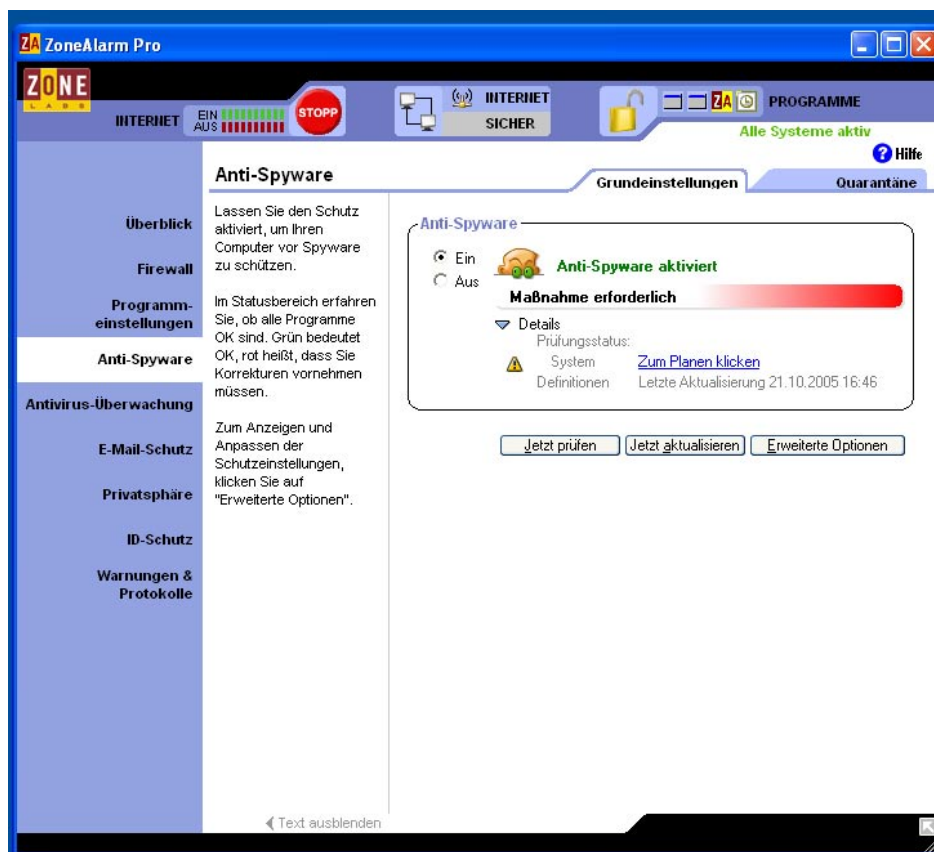 ZA ZoneAlarm Pro
ZONE
LABS
INTERNET
EIN
AUS
STOPP
INTERNET
SICHER
ZA
PROGRAMME
Alle Systeme aktiv
? Hilfe
Anti-Spyware
Grundeinstellungen
Quarantäne
Überblick
Firewall
Programm-
einstellungen
Anti-Spyware
Antivirus-Überwachung
E-Mail-Schutz
Privatsphäre
ID-Schutz
Warnungen &
Protokolle
Lassen Sie den Schutz
aktiviert, um Ihren
Computer vor Spyware
zu schützen.
Im Statusbereich erfahren
Sie, ob alle Programme
OK sind. Grün bedeutet
OK, rot heißt, dass Sie
Korrekturen vornehmen
müssen.
Zum Anzeigen und
Anpassen der
Schutzeinstellungen,
klicken Sie auf
"Erweiterte Optionen".
Anti-Spyware
Ein
Aus
Anti-Spyware aktiviert
Maßnahme erforderlich
Details
Prüfungsstatus:
System Zum Planen klicken
Definitionen Letzte Aktualisierung 21.10.2005 16:46
Jetzt prüfen Jetzt aktualisieren Erweiterte Optionen
Text ausblenden